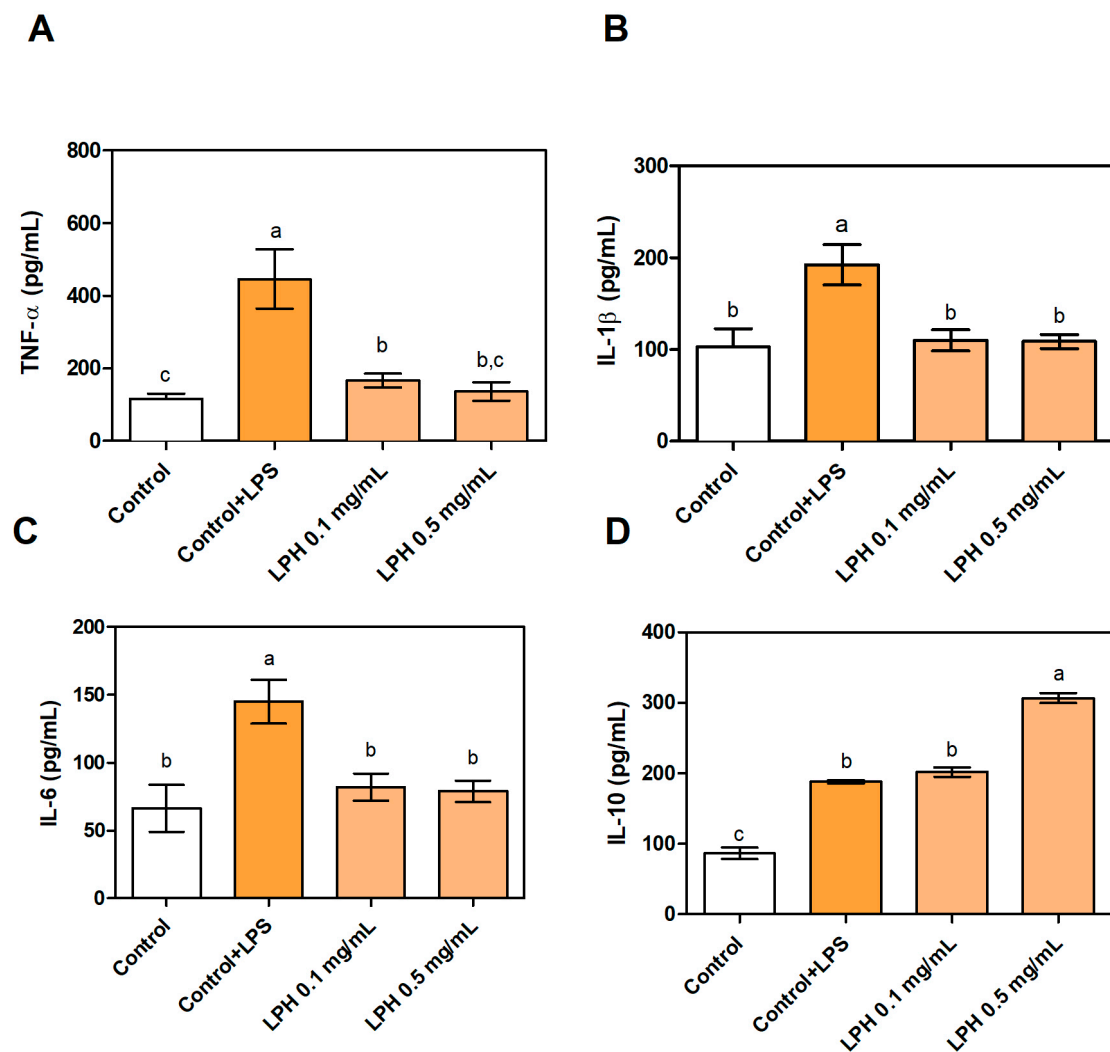 A
TNF-α (pg/mL)
800
600
400
200
0
c
a
b
b,c
Control
Control+LPS
LPH 0.1 mg/mL
LPH 0.5 mg/mL
B
IL-1β (pg/mL)
300
200
100
0
b
a
b
b
Control
Control+LPS
LPH 0.1 mg/mL
LPH 0.5 mg/mL
C
IL-6 (pg/mL)
200
150
100
50
0
b
a
b
b
Control
Control+LPS
LPH 0.1 mg/mL
LPH 0.5 mg/mL
D
IL-10 (pg/mL)
400
300
200
100
0
c
b
b
a
Control
Control+LPS
LPH 0.1 mg/mL
LPH 0.5 mg/mL